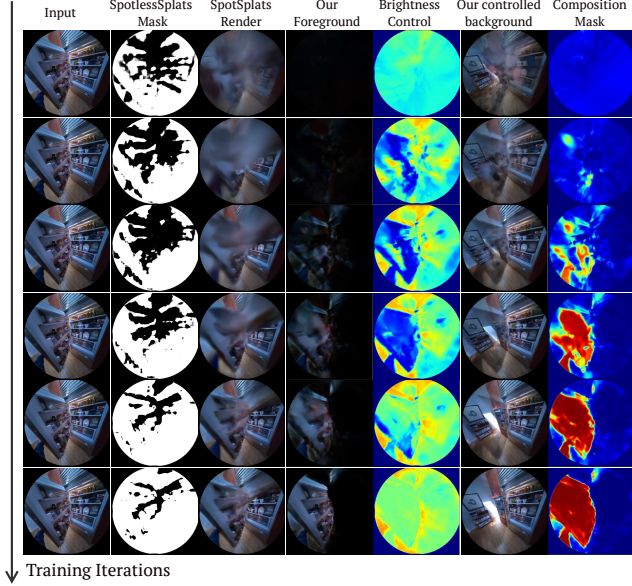 Input
SpotlessSplats
Mask
SpotSplats
Render
Our
Foreground
Brightness
Control
Our controlled
background
Composition
Mask
Training Iterations